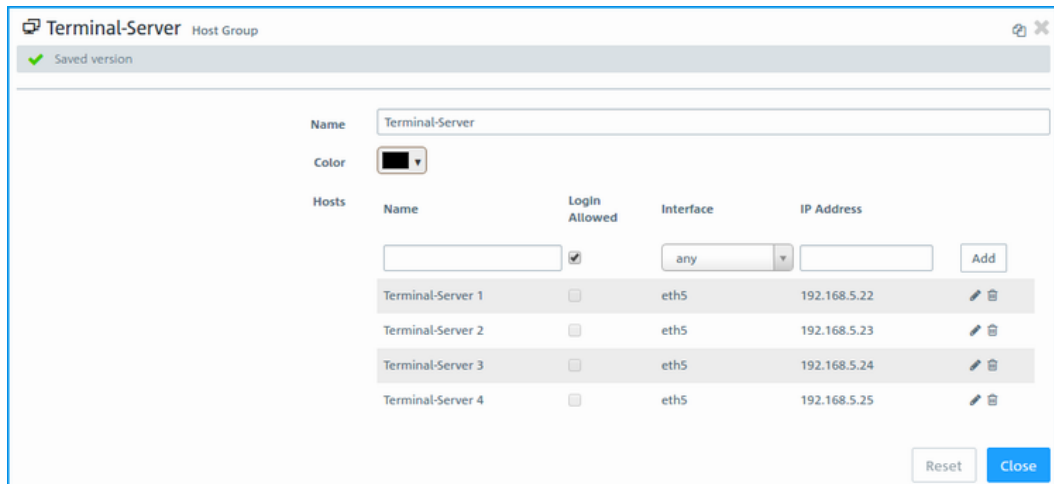 Terminal-Server Host Group
Saved version
Name Terminal-Server
Color
Hosts Name Login Allowed Interface IP Address
any Add
Terminal-Server 1 eth5 192.168.5.22
Terminal-Server 2 eth5 192.168.5.23
Terminal-Server 3 eth5 192.168.5.24
Terminal-Server 4 eth5 192.168.5.25
Reset Close